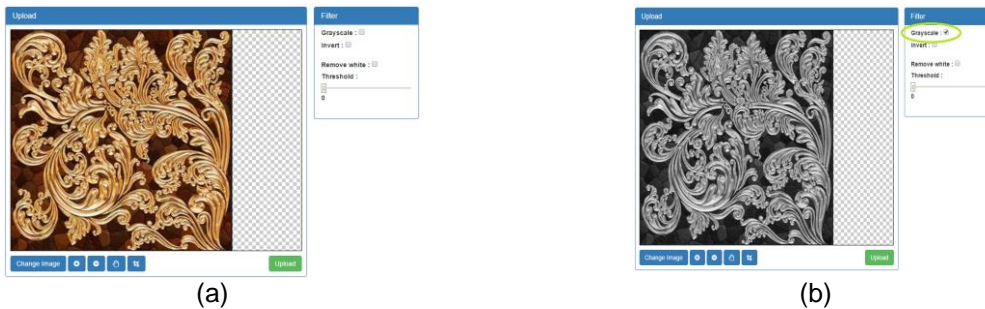 Upload
Filter
Grayscale :
Invert :
Remove white :
Threshold :
0
Change Image
Upload
(a)
Upload
Filter
Grayscale :
Invert :
Remove white :
Threshold :
0
Change Image
Upload
(b)